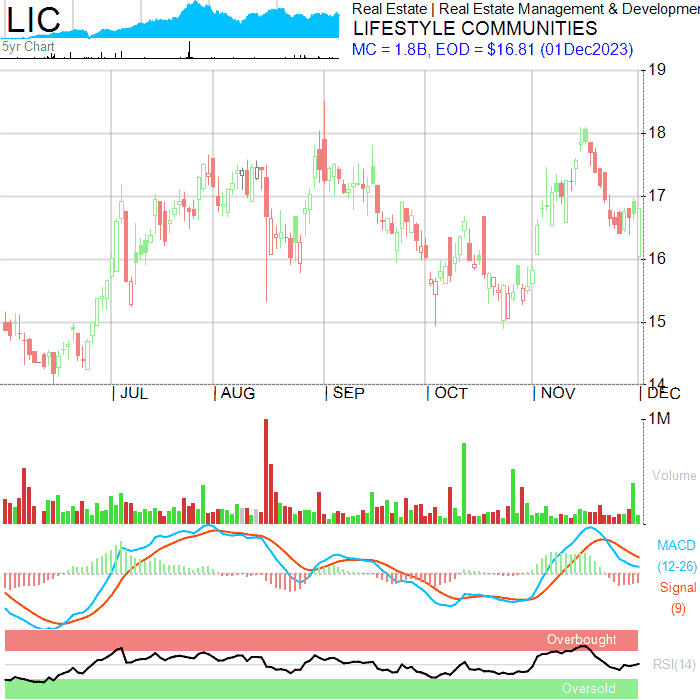 LIC
Real Estate | Real Estate Management & Developmen
LIFESTYLE COMMUNITIES
5yr Chart
MC = 1.8B, EOD = $16.81 (01Dec2023)
19
18
17
16
15
14
| JUL | AUG | SEP | OCT | NOV | DEC
1M
Volume
MACD
(12-26)
Signal
(9)
Overbought
RSI(14)
Oversold